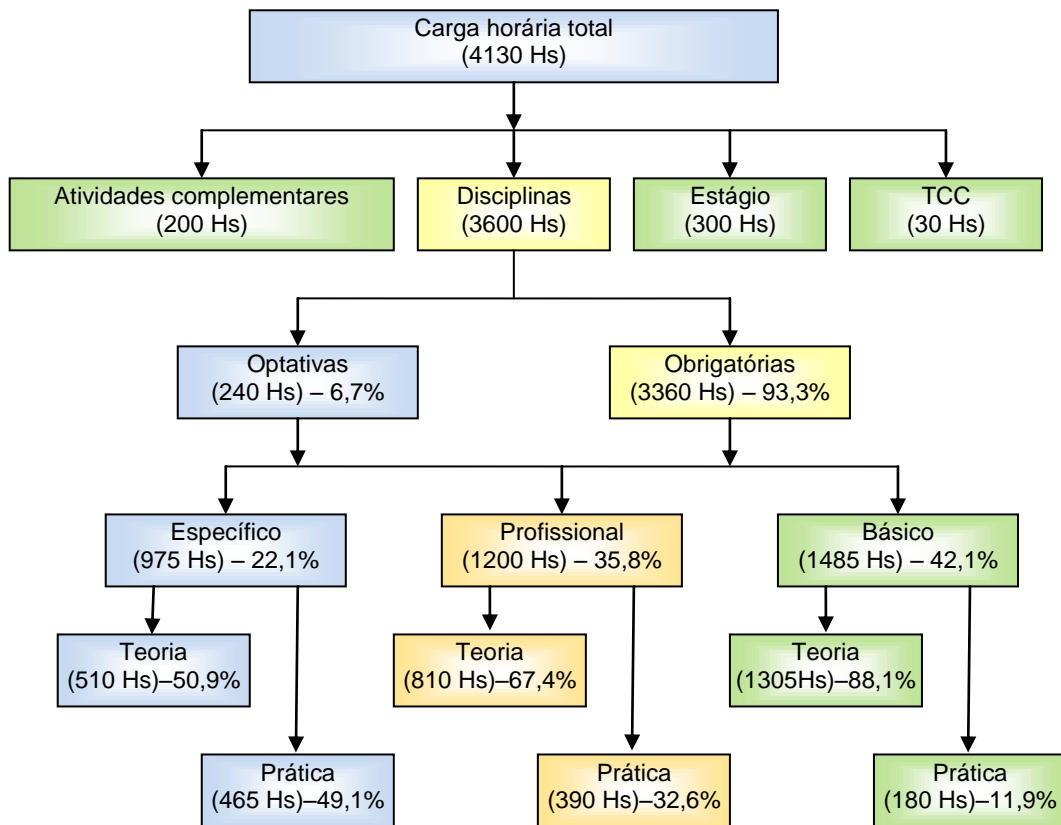 Carga horária total
(4130 Hs)
Atividades complementares
(200 Hs)
Disciplinas
(3600 Hs)
Estágio
(300 Hs)
TCC
(30 Hs)
Optativas
(240 Hs) – 6,7%
Obrigatórias
(3360 Hs) – 93,3%
Específico
(975 Hs) – 22,1%
Profissional
(1200 Hs) – 35,8%
Básico
(1485 Hs) – 42,1%
Teoria
(510 Hs)–50,9%
Teoria
(810 Hs)–67,4%
Teoria
(1305Hs)–88,1%
Prática
(465 Hs)–49,1%
Prática
(390 Hs)–32,6%
Prática
(180 Hs)–11,9%